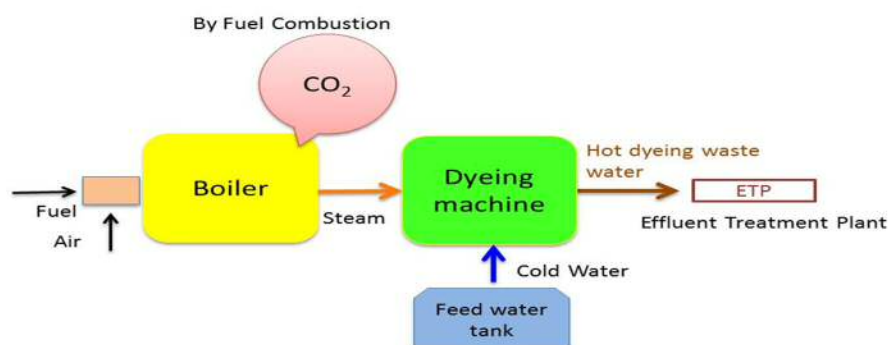 By Fuel Combustion
CO₂
Boiler
Fuel
Air
Steam
Dyeing
machine
Hot dyeing waste
water
ETP
Effluent Treatment Plant
Cold Water
Feed water
tank